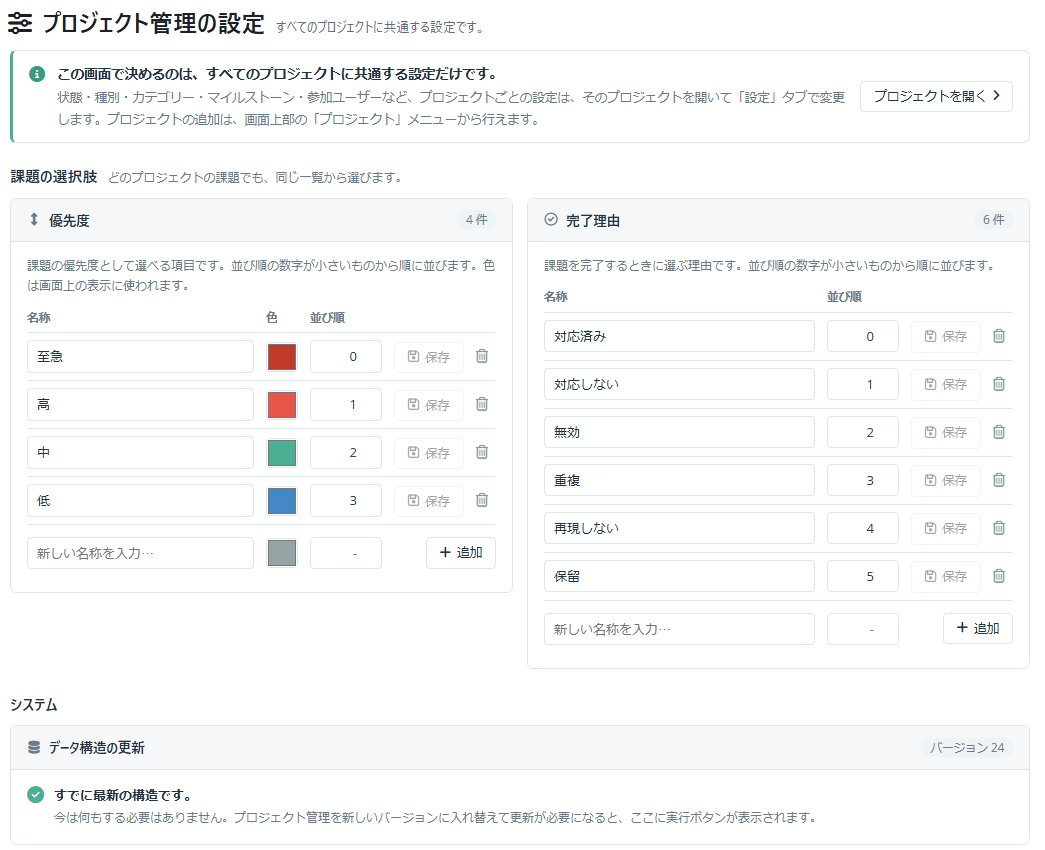 プロジェクト管理の設定 すべてのプロジェクトに共通する設定です。
この画面で決めるのは、すべてのプロジェクトに共通する設定だけです。
状態・種別・カテゴリー・マイルストーン・参加ユーザーなど、プロジェクトごとの設定は、そのプロジェクトを開いて「設定」タブで変更
します。プロジェクトの追加は、画面上部の「プロジェクト」メニューから行えます。
プロジェクトを開く
課題の選択肢 どのプロジェクトの課題でも、同じ一覧から選びます。
優先度 4 件
課題の優先度として選べる項目です。並び順の数字が小さいものから順に並びます。色
は画面上の表示に使われます。
名称 色 並び順
至急 0 保存
高 1 保存
中 2 保存
低 3 保存
新しい名称を入力… - 追加
完了理由 6 件
課題を完了するときに選ぶ理由です。並び順の数字が小さいものから順に並びます。
名称 並び順
対応済み 0 保存
対応しない 1 保存
無効 2 保存
重複 3 保存
再現しない 4 保存
保留 5 保存
新しい名称を入力… - 追加
システム
データ構造の更新 バージョン 24
すでに最新の構造です。
今は何もする必要はありません。プロジェクト管理を新しいバージョンに入れ替えて更新が必要になると、ここに実行ボタンが表示されます。